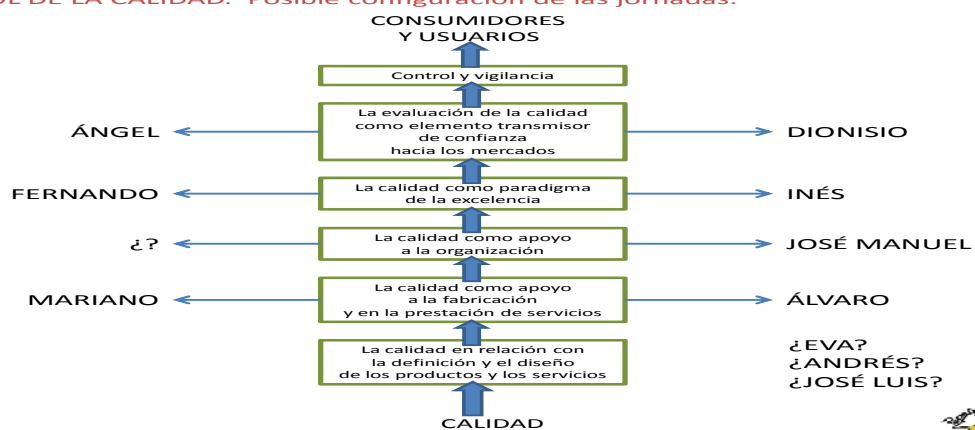 DE LA CALIDAD. Posible configuración de las jornadas.
CONSUMIDORES
Y USUARIOS
Control y vigilancia
La evaluación de la calidad
como elemento transmisor
de confianza
hacia los mercados
ÁNGEL
DIONISIO
La calidad como paradigma
de la excelencia
FERNANDO
INÉS
La calidad como apoyo
a la organización
¿?
JOSÉ MANUEL
La calidad como apoyo
a la fabricación
y en la prestación de servicios
MARIANO
ÁLVARO
La calidad en relación con
la definición y el diseño
de los productos y los servicios
¿EVA?
¿ANDRÉS?
¿JOSÉ LUIS?
CALIDAD